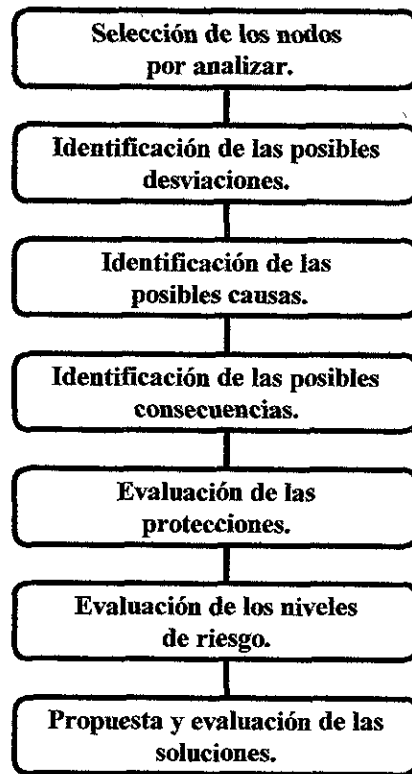 Selección de los nodos
por analizar.
Identificación de las posibles
desviaciones.
Identificación de las
posibles causas.
Identificación de las posibles
consecuencias.
Evaluación de las
protecciones.
Evaluación de los niveles
de riesgo.
Propuesta y evaluación de las
soluciones.